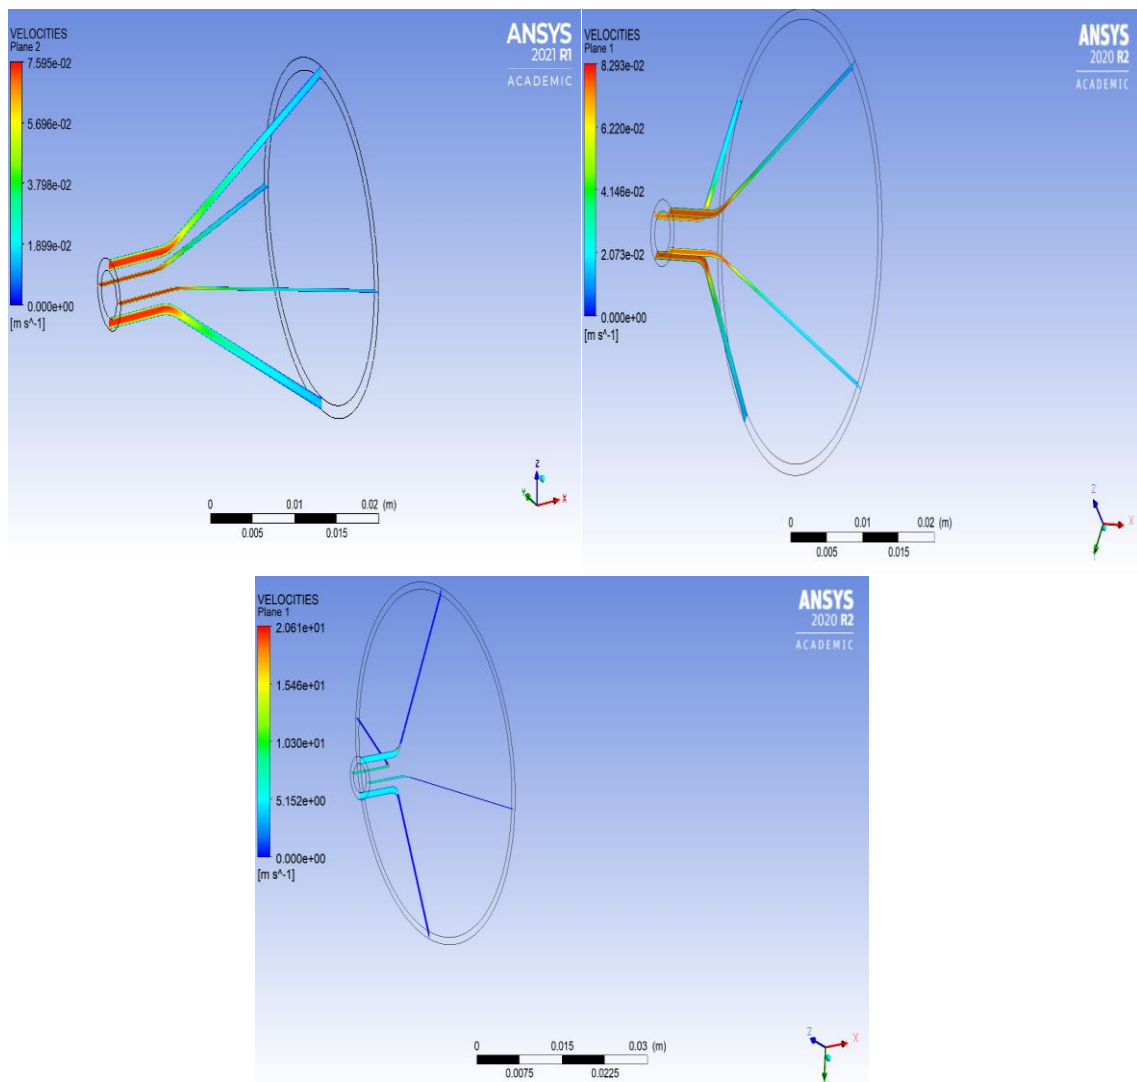 VELOCITIES
Plane 2
7.595e-02
5.696e-02
3.798e-02
1.899e-02
0.000e+00
[m s^-1]
ANSYS
2021 R1
ACADEMIC
Z
Y
X
0 0.01 0.02 (m)
0.005 0.015
VELOCITIES
Plane 1
8.293e-02
6.220e-02
4.146e-02
2.073e-02
0.000e+00
[m s^-1]
ANSYS
2020 R2
ACADEMIC
Z
X
0 0.01 0.02 (m)
0.005 0.015
VELOCITIES
Plane 1
2.061e+01
1.546e+01
1.030e+01
5.152e+00
0.000e+00
[m s^-1]
ANSYS
2020 R2
ACADEMIC
Z
X
0 0.015 0.03 (m)
0.0075 0.0225